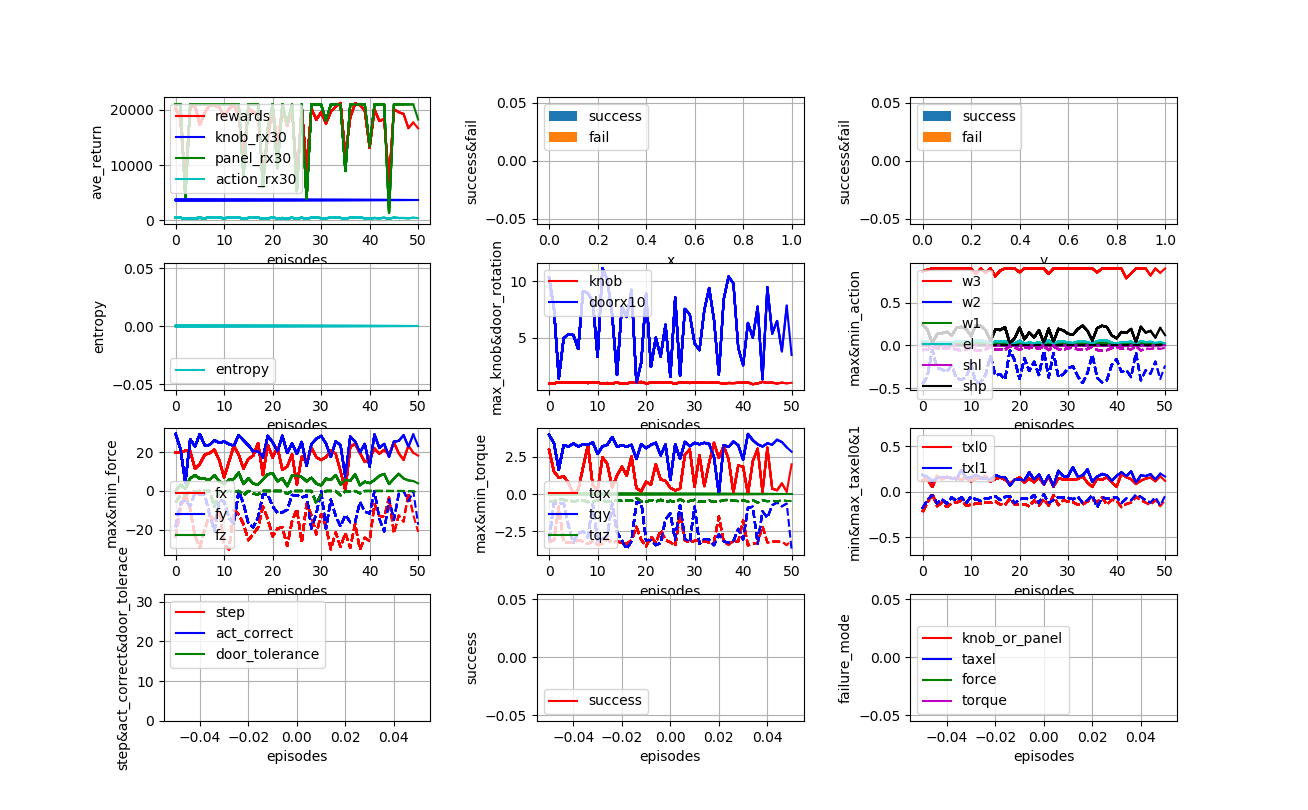 ave_return
20000
10000
0
rewards
knob_rx30
panel_rx30
action_rx30
0 10 20 30 40 50
episodes
success&fail
0.05
0.00
−0.05
success
fail
0.0 0.2 0.4 0.6 0.8 1.0
x
success&fail
0.05
0.00
−0.05
success
fail
0.0 0.2 0.4 0.6 0.8 1.0
y
entropy
0.05
0.00
−0.05
entropy
0 10 20 30 40 50
episodes
max_knob&door_rotation
10
5
knob
doorx10
0 10 20 30 40 50
episodes
max&min_action
0.5
0.0
−0.5
w3
w2
w1
el
shl
shp
0 10 20 30 40 50
episodes
max&min_force
20
0
−20
fx
fy
fz
0 10 20 30 40 50
episodes
max&min_torque
2.5
0.0
−2.5
tqx
tqy
tqz
0 10 20 30 40 50
episodes
min&max_taxel0&1
0.5
0.0
−0.5
txl0
txl1
0 10 20 30 40 50
episodes
step&act_correct&door_tolerace
30
20
10
0
step
act_correct
door_tolerance
−0.04 −0.02 0.00 0.02 0.04
episodes
success
0.05
0.00
−0.05
success
−0.04 −0.02 0.00 0.02 0.04
episodes
failure_mode
0.05
0.00
−0.05
knob_or_panel
taxel
force
torque
−0.04 −0.02 0.00 0.02 0.04
episodes